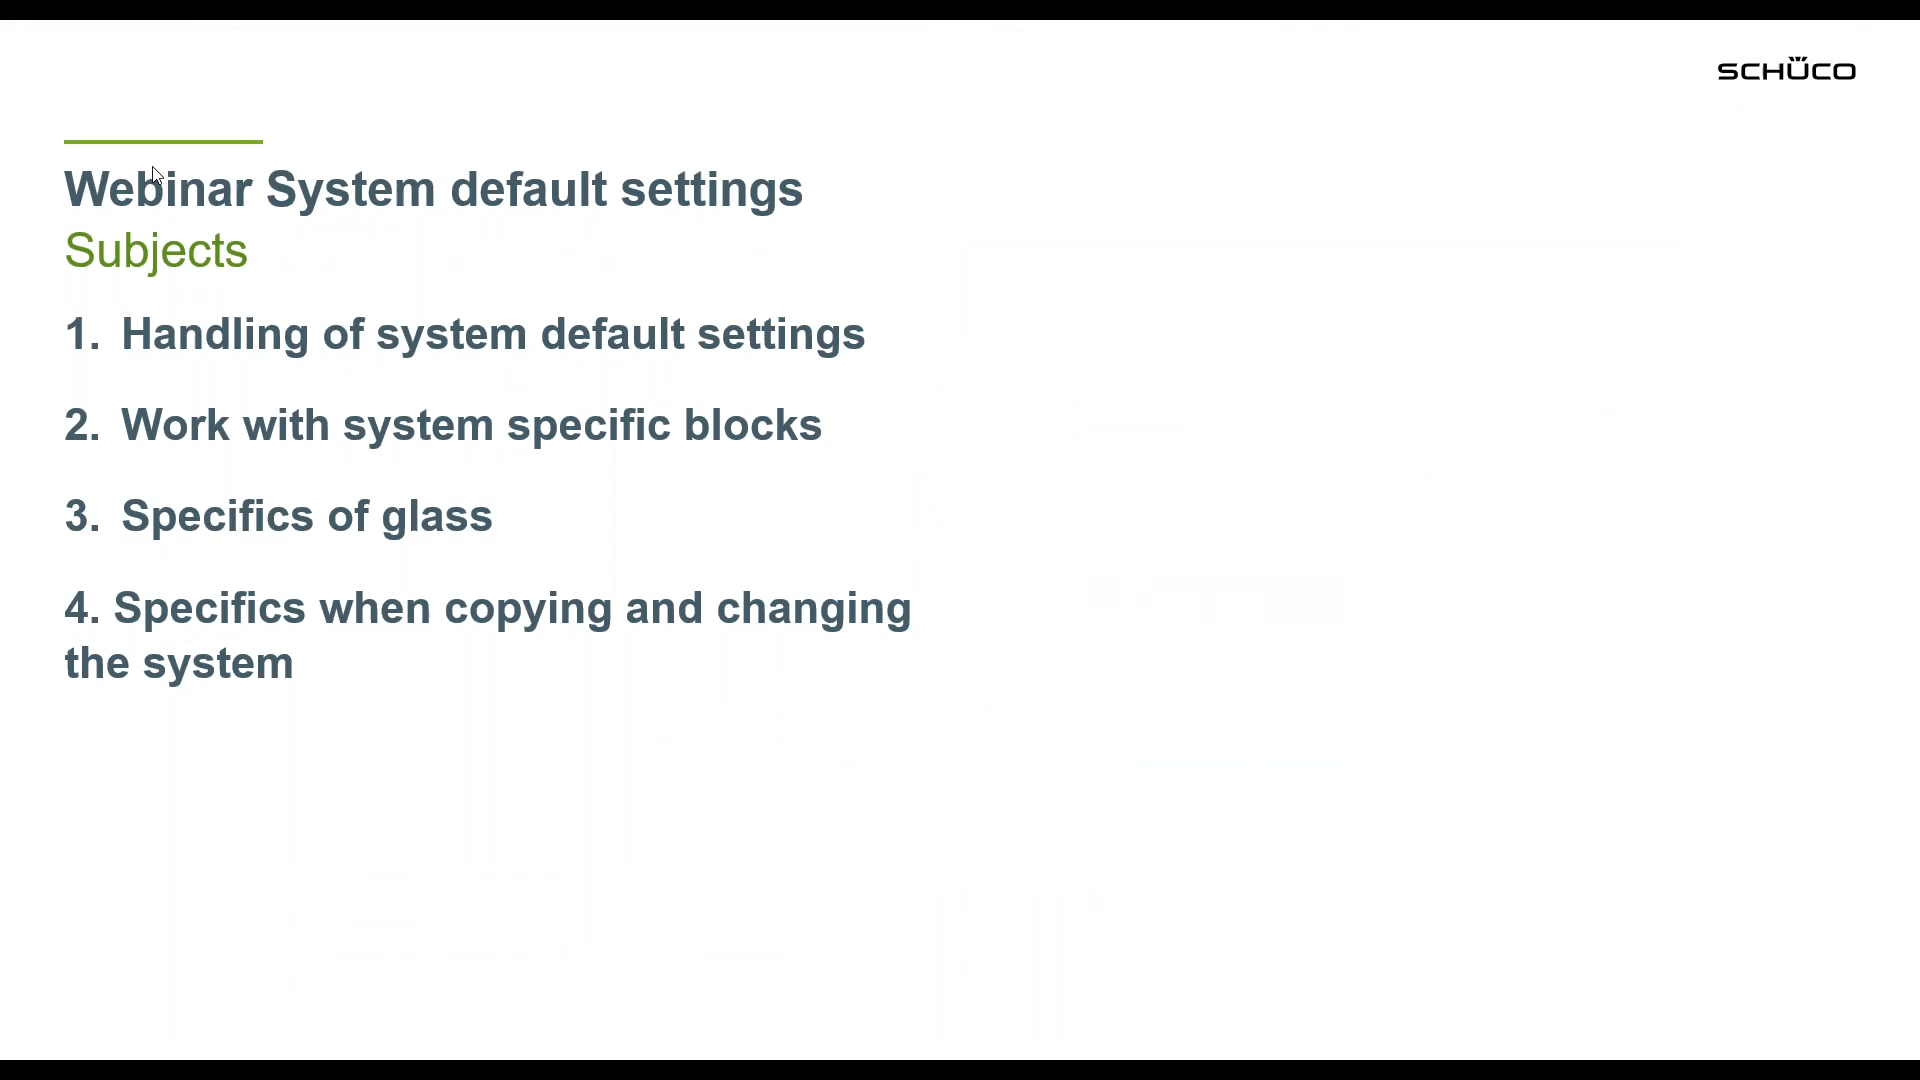 SCHÜCO
Webinar System default settings
Subjects
1. Handling of system default settings
2. Work with system specific blocks
3. Specifics of glass
4. Specifics when copying and changing
the system